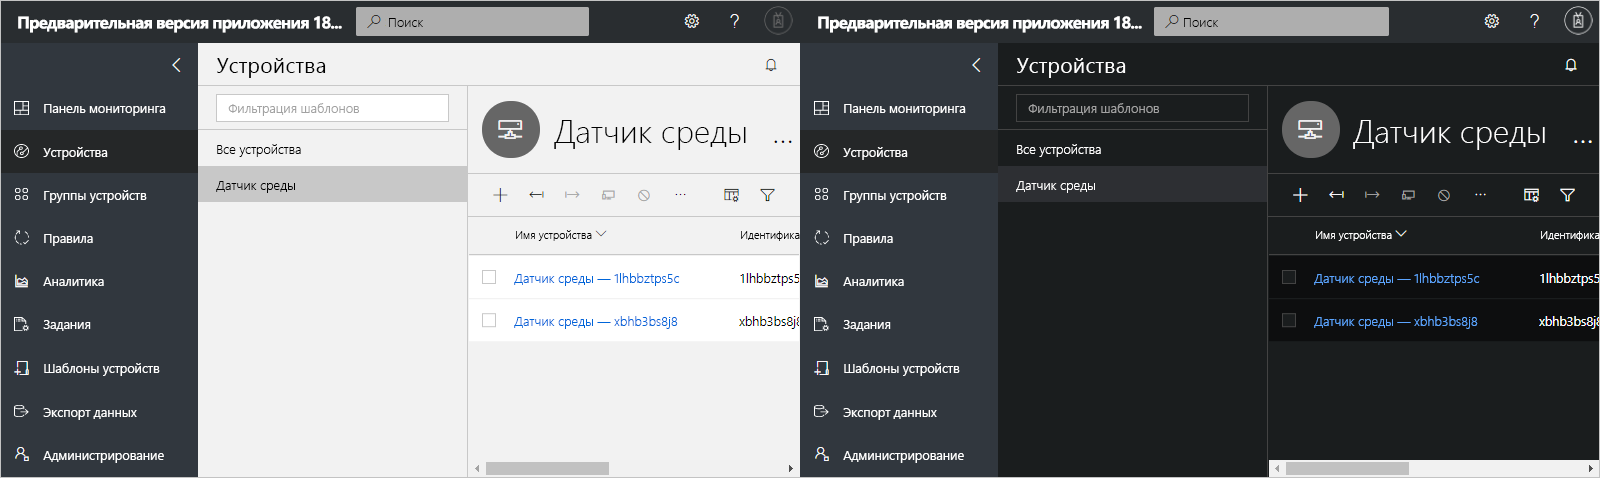 Предварительная версия приложения 18...
Поиск
?
Устройства
Панель мониторинга
Устройства
Группы устройств
Правила
Аналитика
Задания
Шаблоны устройств
Экспорт данных
Администрирование
Фильтрация шаблонов
Все устройства
Датчик среды
Датчик среды ...
Имя устройства Идентифика
Датчик среды — 1lhbbztps5c 1lhbbztps5
Датчик среды — xbhb3bs8j8 xbhb3bs8j8
Предварительная версия приложения 18...
Поиск
?
Устройства
Панель мониторинга
Устройства
Группы устройств
Правила
Аналитика
Задания
Шаблоны устройств
Экспорт данных
Администрирование
Фильтрация шаблонов
Все устройства
Датчик среды
Датчик среды ...
Имя устройства Идентифика
Датчик среды — 1lhbbztps5c 1lhbbztps5
Датчик среды — xbhb3bs8j8 xbhb3bs8j8